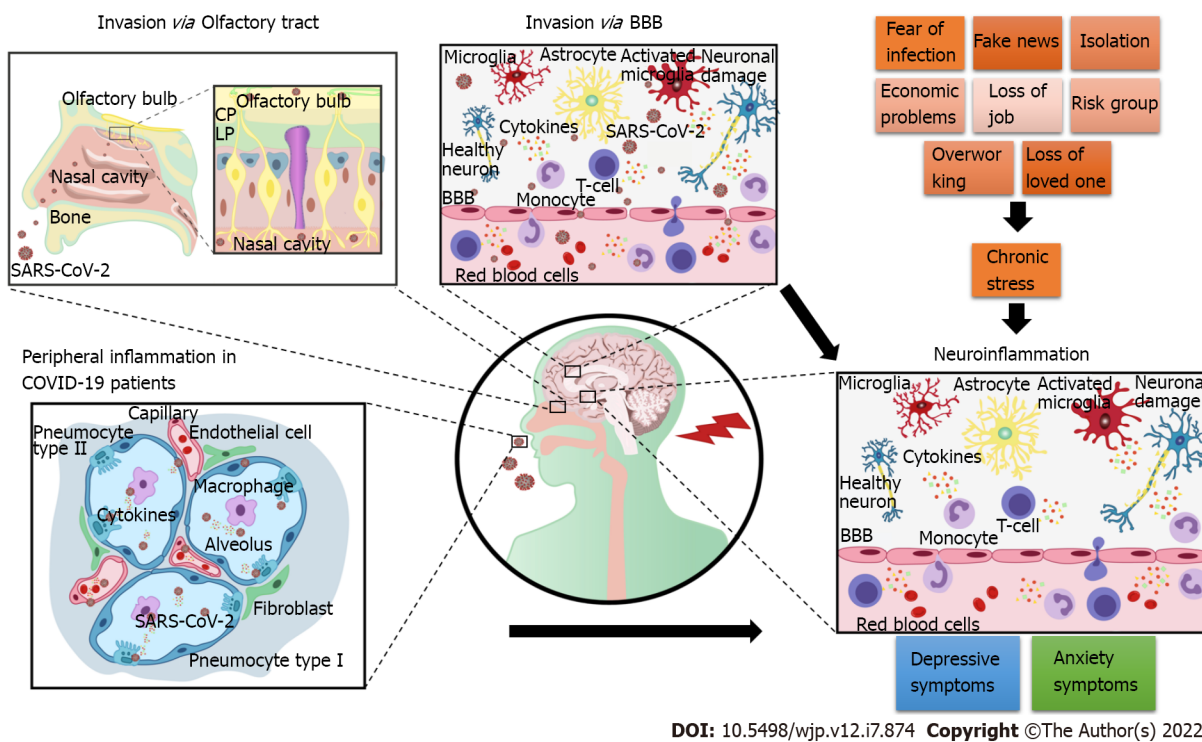 Invasion via Olfactory tract
Olfactory bulb
Nasal cavity
Bone
SARS-CoV-2
Olfactory bulb
CP
LP
Nasal cavity
Invasion via BBB
Microglia
Astrocyte
Activated
microglia
Neuronal
damage
Cytokines
SARS-CoV-2
Healthy
neuron
T-cell
BBB
Monocyte
Red blood cells
Fear of
infection
Fake news
Isolation
Economic
problems
Loss of
job
Risk group
Overwor
king
Loss of
loved one
Chronic
stress
Peripheral inflammation in
COVID-19 patients
Capillary
Pneumocyte
type II
Endothelial cell
Macrophage
Cytokines
Alveolus
Fibroblast
SARS-CoV-2
Pneumocyte type I
Neuroinflammation
Microglia
Astrocyte
Activated
microglia
Neuronal
damage
Cytokines
Healthy
neuron
T-cell
BBB
Monocyte
Red blood cells
Depressive
symptoms
Anxiety
symptoms
DOI: 10.5498/wjp.v12.i7.874 Copyright ©The Author(s) 2022